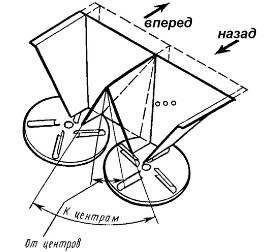 вперед
назад
К центрам
От центров